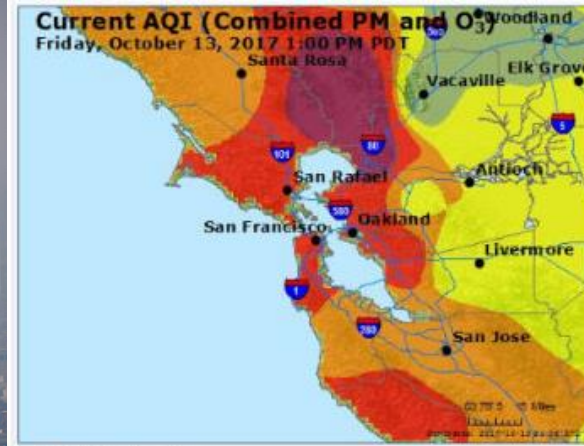 Current AQI (Combined PM and O3)
Friday, October 13, 2017 1:00 PM PDT
Woodland
Santa Rosa
Elk Grove
Vacaville
5
101
80
San Rafael
Antioch
580
San Francisco
Oakland
Livermore
1
280
San Jose
Miles